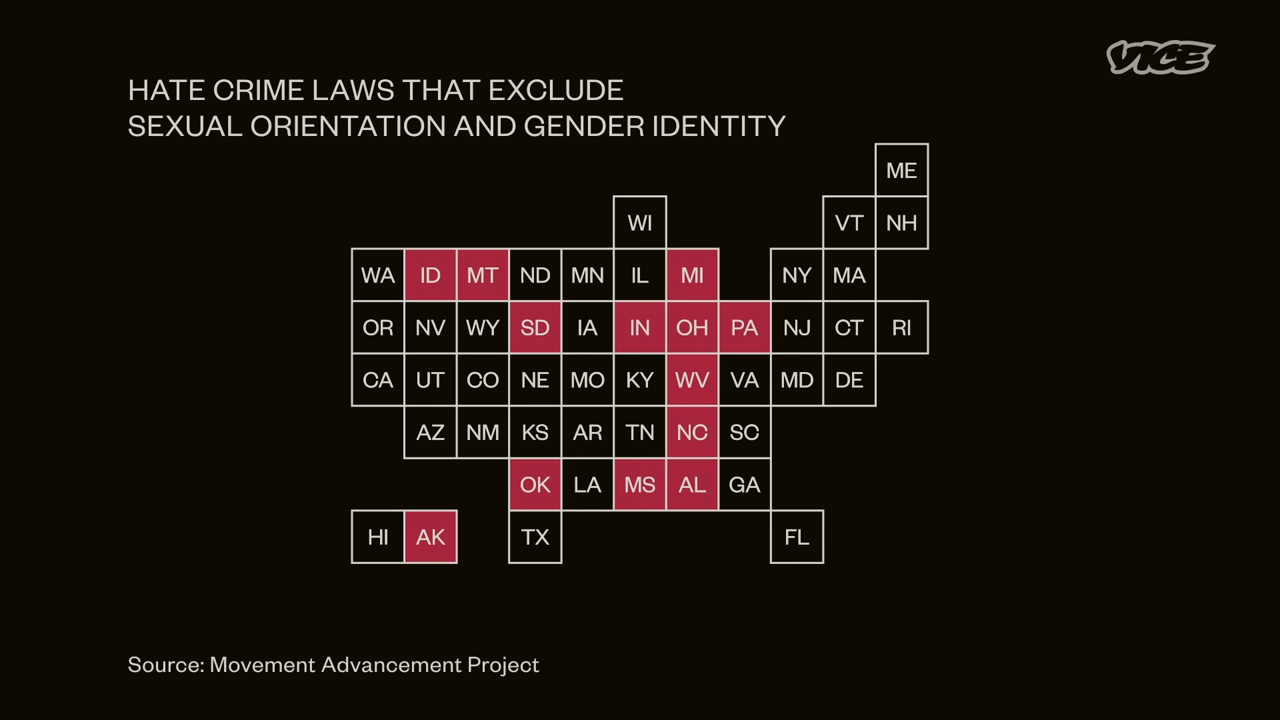 VICE
HATE CRIME LAWS THAT EXCLUDE
SEXUAL ORIENTATION AND GENDER IDENTITY
ME
WI VT NH
WA ID MT ND MN IL MI NY MA
OR NV WY SD IA IN OH PA NJ CT RI
CA UT CO NE MO KY WV VA MD DE
AZ NM KS AR TN NC SC
OK LA MS AL GA
HI AK TX FL
Source: Movement Advancement Project